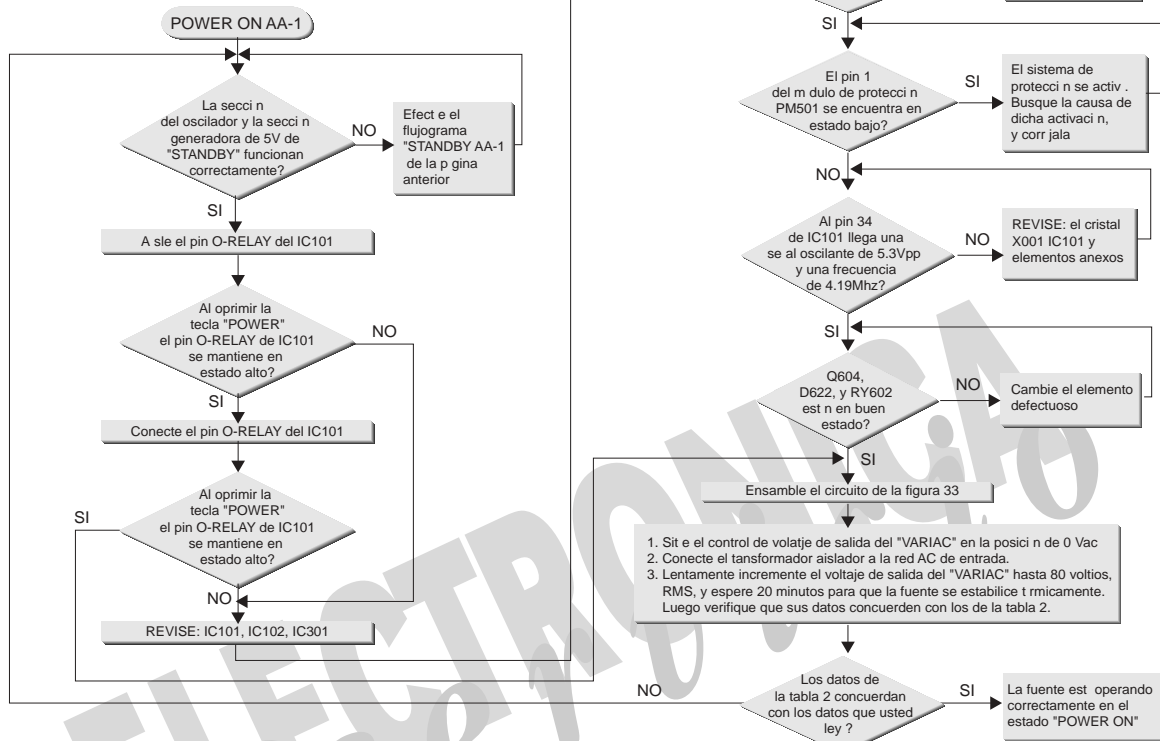 POWER ON AA-1
La secci n
del oscilador y la secci n
generadora de 5V de
"STANDBY" funcionan
correctamente?
NO
Efect e el
flujograma
"STANDBY AA-1
de la p gina
anterior
SI
A sle el pin O-RELAY del IC101
Al oprimir la
tecla "POWER"
el pin O-RELAY de IC101
se mantiene en
estado alto?
NO
SI
Conecte el pin O-RELAY del IC101
Al oprimir la
tecla "POWER"
el pin O-RELAY de IC101
se mantiene en
estado alto?
SI
NO
REVISE: IC101, IC102, IC301
SI
El pin 1
del m dulo de protecci n
PM501 se encuentra en
estado bajo?
SI
El sistema de
protecci n se activ .
Busque la causa de
dicha activaci n,
y corr jala
NO
Al pin 34
de IC101 llega una
se al oscilante de 5.3Vpp
y una frecuencia
de 4.19Mhz?
NO
REVISE: el cristal
X001 IC101 y
elementos anexos
SI
Q604,
D622, y RY602
est n en buen
estado?
NO
Cambie el elemento
defectuoso
SI
Ensamble el circuito de la figura 33
1. Sit e el control de volatje de salida del "VARIAC" en la posici n de 0 Vac
2. Conecte el tansformador aislador a la red AC de entrada.
3. Lentamente incremente el voltaje de salida del "VARIAC" hasta 80 voltios,
RMS, y espere 20 minutos para que la fuente se estabilice t rmicamente.
Luego verifique que sus datos concuerden con los de la tabla 2.
Los datos de
la tabla 2 concuerdan
con los datos que usted
ley ?
NO
SI
La fuente est operando
correctamente en el
estado "POWER ON"
ELECTRONICA